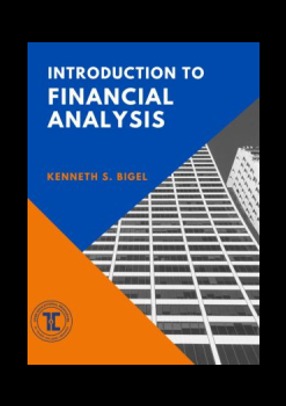 INTRODUCTION TO
FINANCIAL
ANALYSIS
KENNETH S. BIGEL